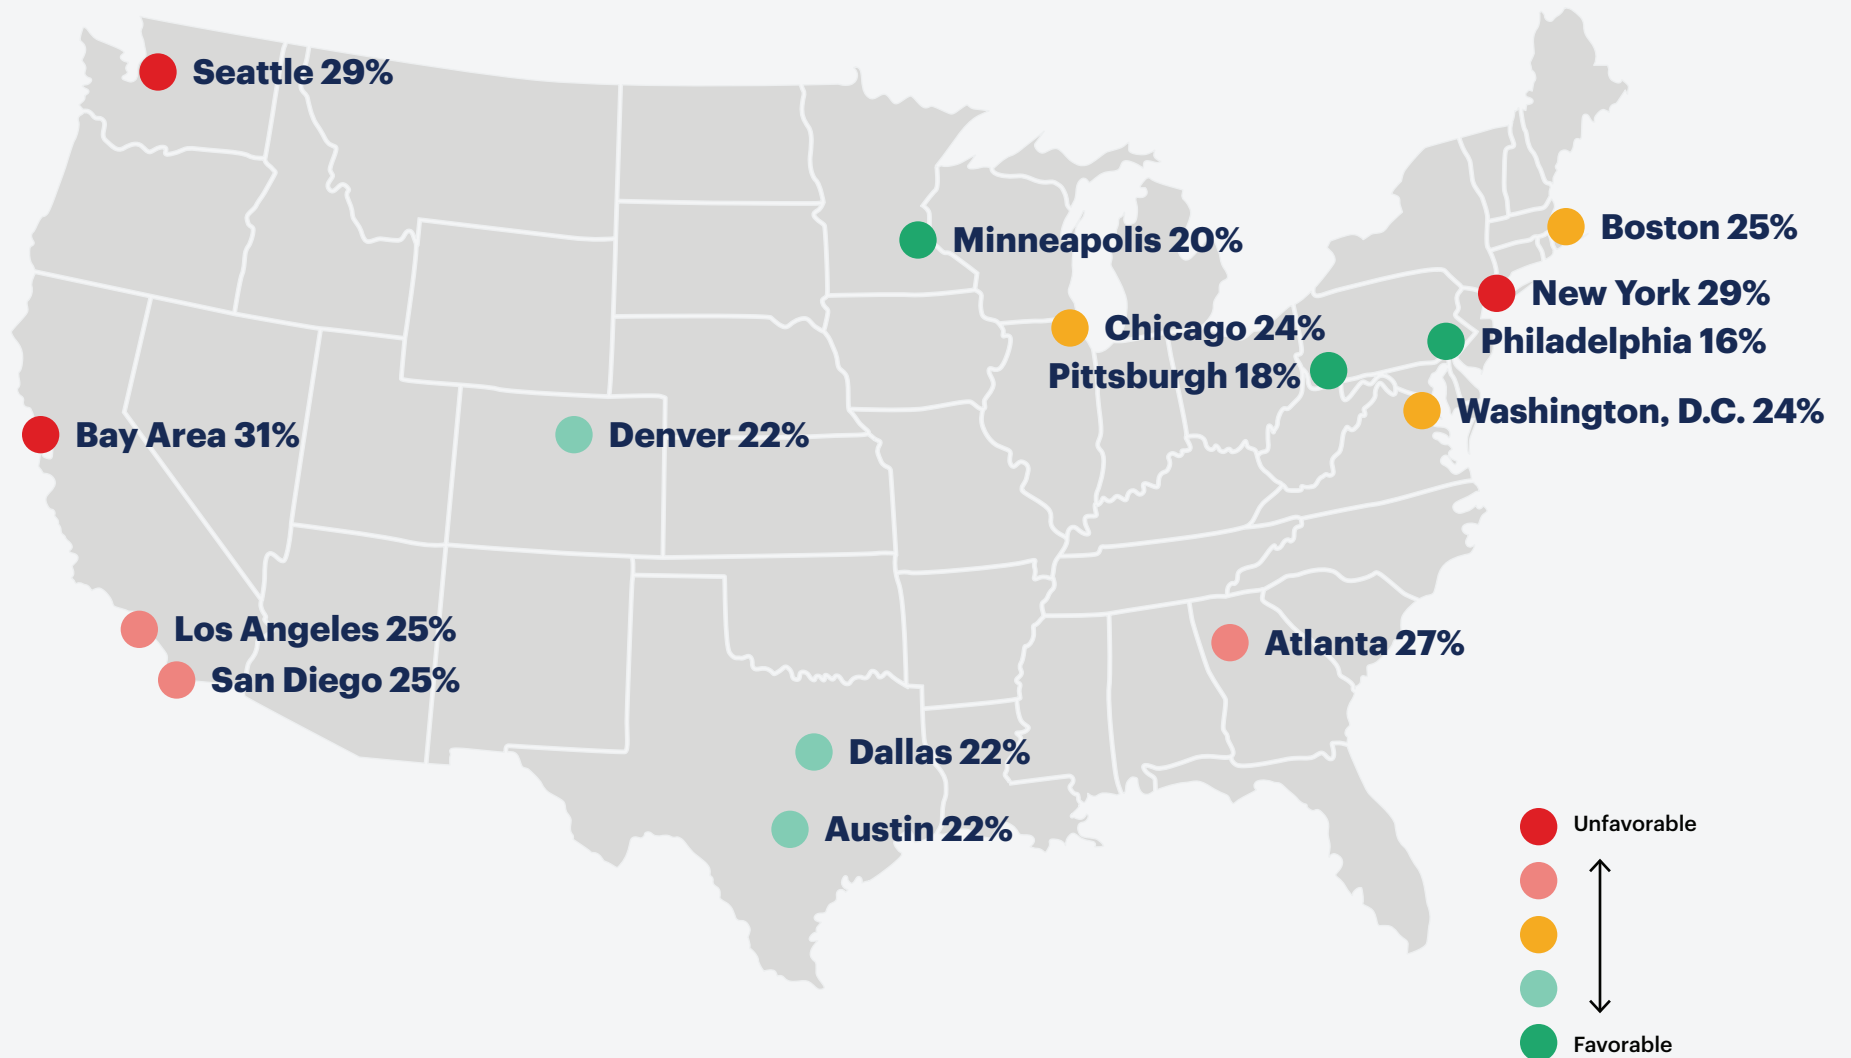 Seattle 29%
Boston 25%
Minneapolis 20%
New York 29%
Chicago 24%
Philadelphia 16%
Pittsburgh 18%
Washington, D.C. 24%
Bay Area 31%
Denver 22%
Los Angeles 25%
Atlanta 27%
San Diego 25%
Dallas 22%
Austin 22%
Unfavorable
Favorable